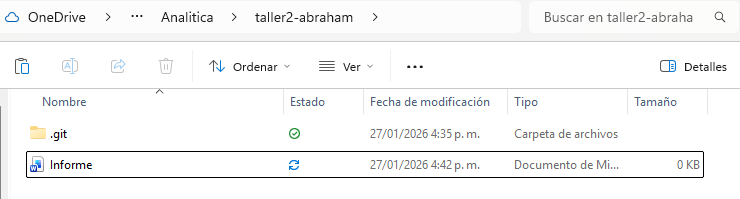 OneDrive > ... Analitica > taller2-abraham > Buscar en taller2-abraha
Ordenar Ver ... Detalles
Nombre Estado Fecha de modificación Tipo Tamaño
.git 27/01/2026 4:35 p. m. Carpeta de archivos
Informe 27/01/2026 4:42 p. m. Documento de Mi... 0 KB